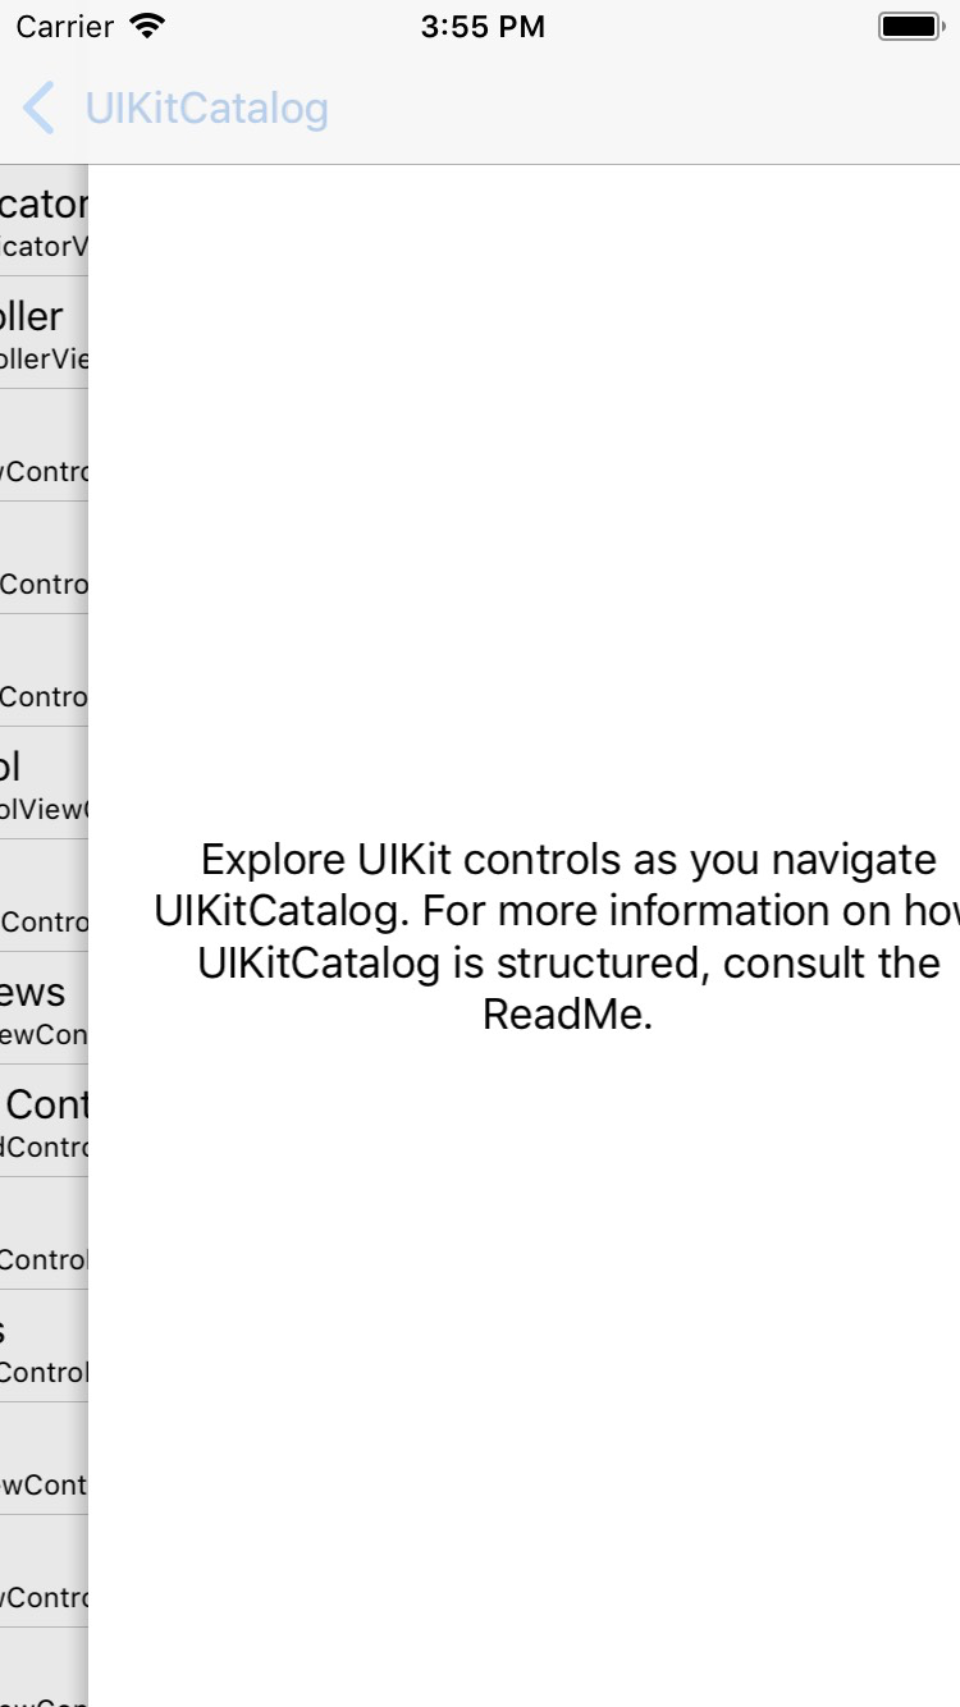 Carrier
3:55 PM
UIKitCatalog
cator
icatorV
oller
ollerVie
Contro
Contro
Contro
ol
olView
Contro
ews
ewCon
Cont
dContro
Control
s
Control
wCont
Contro
Explore UIKit controls as you navigate
UIKitCatalog. For more information on how
UIKitCatalog is structured, consult the
ReadMe.